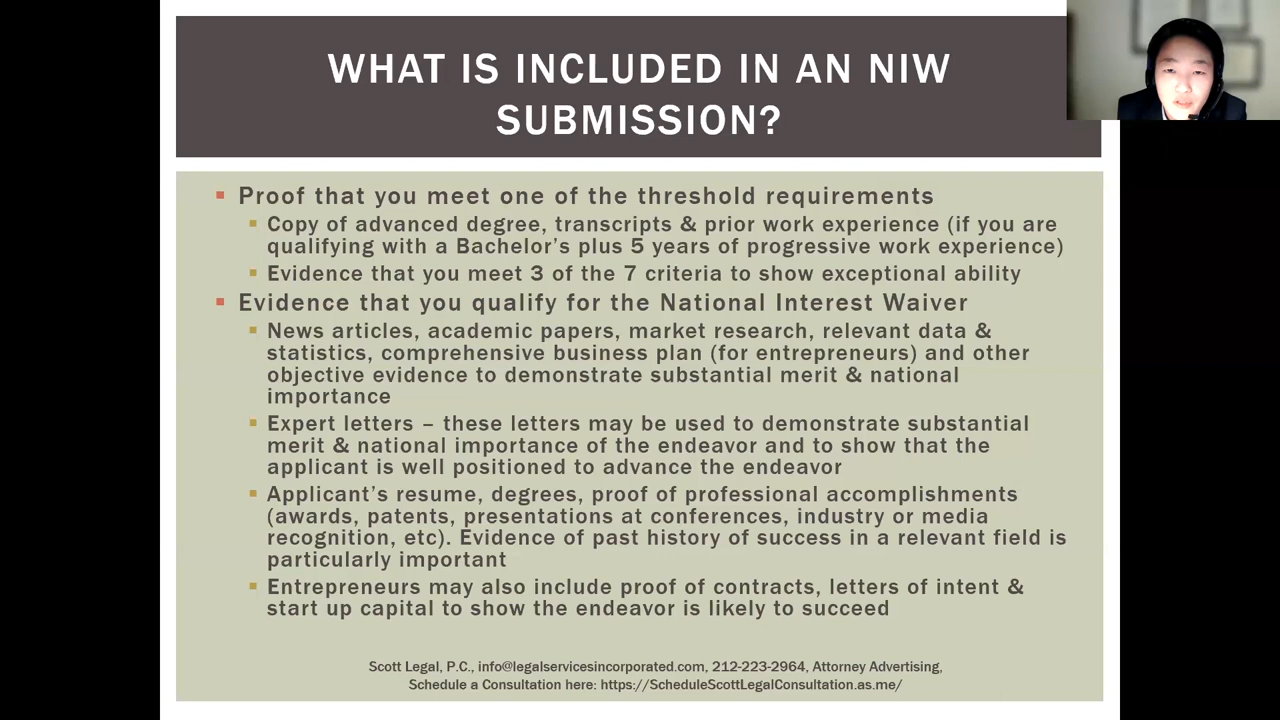 WHAT IS INCLUDED IN AN NIW
SUBMISSION?
▪ Proof that you meet one of the threshold requirements
▪ Copy of advanced degree, transcripts & prior work experience (if you are
qualifying with a Bachelor's plus 5 years of progressive work experience)
▪ Evidence that you meet 3 of the 7 criteria to show exceptional ability
▪ Evidence that you qualify for the National Interest Waiver
▪ News articles, academic papers, market research, relevant data &
statistics, comprehensive business plan (for entrepreneurs) and other
objective evidence to demonstrate substantial merit & national
importance
▪ Expert letters – these letters may be used to demonstrate substantial
merit & national importance of the endeavor and to show that the
applicant is well positioned to advance the endeavor
▪ Applicant's resume, degrees, proof of professional accomplishments
(awards, patents, presentations at conferences, industry or media
recognition, etc). Evidence of past history of success in a relevant field is
particularly important
▪ Entrepreneurs may also include proof of contracts, letters of intent &
start up capital to show the endeavor is likely to succeed
Scott Legal, P.C., info@legalservicesincorporated.com, 212-223-2964, Attorney Advertising,
Schedule a Consultation here: https://ScheduleScottLegalConsultation.as.me/